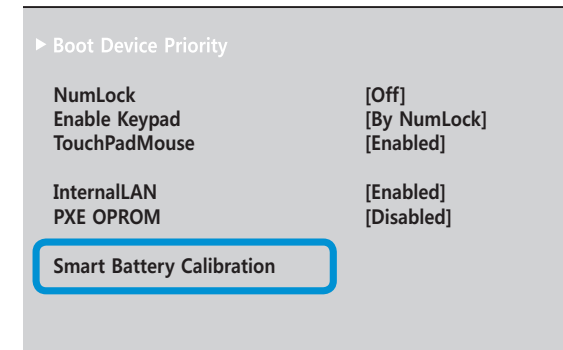 ▶ Boot Device Priority
NumLock [Off]
Enable Keypad [By NumLock]
TouchPadMouse [Enabled]
InternalLAN [Enabled]
PXE OPROM [Disabled]
Smart Battery Calibration